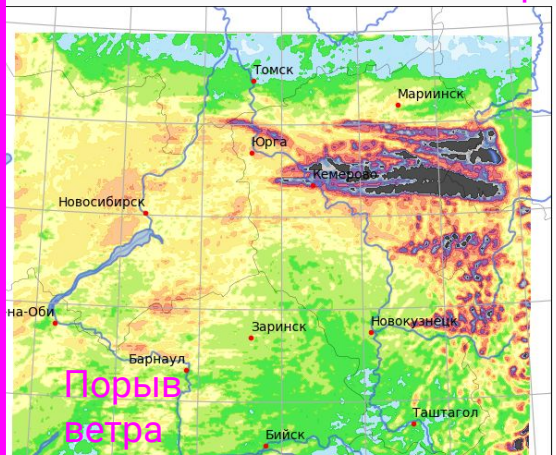 Томск
Мариинск
Юрга
Кемерово
Новосибирск
на-Оби
Заринск
Новокузнецк
Барнаул
Порыв
ветра
Таштагол
Бийск